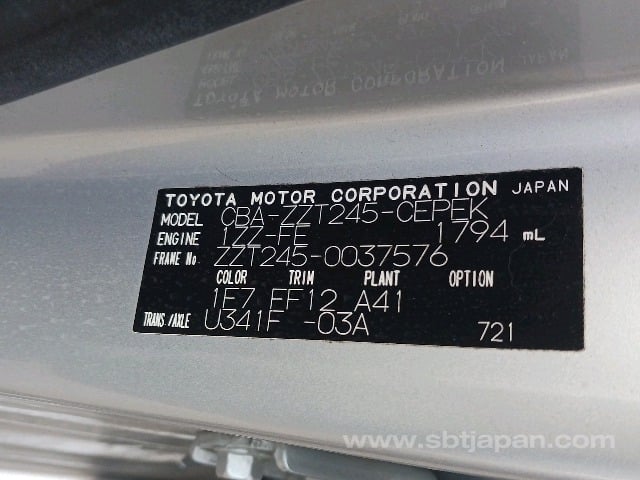 TOYOTA MOTOR CORPORATION JAPAN
MODEL CBA-ZZT245-CEPEK
ENGINE 1ZZ-FE 1794 mL
FRAME No. ZZT245-0037576
COLOR TRIM PLANT OPTION
1E7 FF12 A41
TRANS./AXLE U341F -03A 721
www.sbtjapan.com